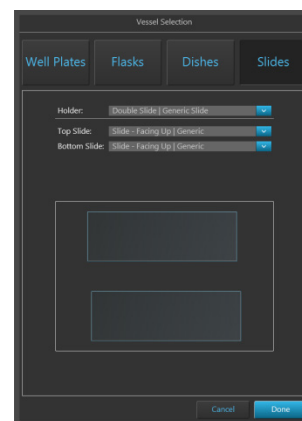 Vessel Selection
Well Plates Flasks Dishes Slides
Holder: Double Slide | Generic Slide
Top Slide: Slide - Facing Up | Generic
Bottom Slide: Slide - Facing Up | Generic
Cancel Done